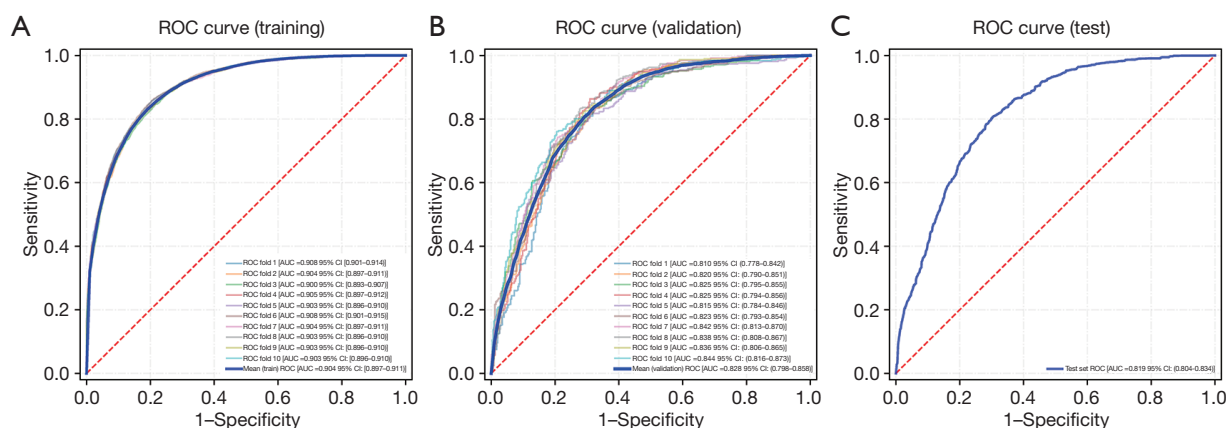 A
ROC curve (training)
Sensitivity
1.0
0.8
0.6
0.4
0.2
0.0
ROC fold 1 [AUC =0.908 95% CI [0.901–0.914)]
ROC fold 2 [AUC =0.904 95% CI: [0.897–0.911)]
ROC fold 3 [AUC =0.900 95% CI: [0.893–0.907)]
ROC fold 4 [AUC =0.905 95% CI: [0.897–0.912)]
ROC fold 5 [AUC =0.903 95% CI: [0.896–0.910)]
ROC fold 6 [AUC =0.908 95% CI: [0.901–0.915)]
ROC fold 7 [AUC =0.904 95% CI: [0.897–0.911)]
ROC fold 8 [AUC =0.903 95% CI: [0.896–0.910)]
ROC fold 9 [AUC =0.903 95% CI: [0.896–0.910)]
ROC fold 10 [AUC =0.903 95% CI: [0.896–0.910)]
Mean (train) ROC [AUC =0.904 95% CI: (0.897–0.911)]
0.0 0.2 0.4 0.6 0.8 1.0
1–Specificity
B
ROC curve (validation)
Sensitivity
1.0
0.8
0.6
0.4
0.2
0.0
ROC fold 1 [AUC =0.810 95% CI: (0.778–0.842)]
ROC fold 2 [AUC =0.820 95% CI: (0.790–0.851)]
ROC fold 3 [AUC =0.825 95% CI: (0.795–0.855)]
ROC fold 4 [AUC =0.825 95% CI: (0.794–0.856)]
ROC fold 5 [AUC =0.815 95% CI: (0.784–0.846)]
ROC fold 6 [AUC =0.823 95% CI: (0.793–0.854)]
ROC fold 7 [AUC =0.842 95% CI: (0.813–0.870)]
ROC fold 8 [AUC =0.838 95% CI: (0.808–0.867)]
ROC fold 9 [AUC =0.836 95% CI: (0.806–0.865)]
ROC fold 10 [AUC =0.844 95% CI: (0.816–0.873)]
Mean (validation) ROC [AUC =0.828 95% CI: (0.798–0.858)]
0.0 0.2 0.4 0.6 0.8 1.0
1–Specificity
C
ROC curve (test)
Sensitivity
1.0
0.8
0.6
0.4
0.2
0.0
Test set ROC [AUC =0.819 95% CI: (0.804-0.834)]
0.0 0.2 0.4 0.6 0.8 1.0
1–Specificity